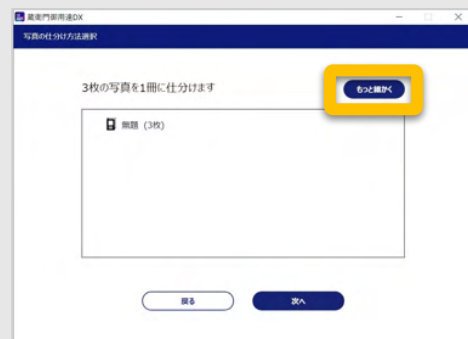 蔵衛門御用達DX
写真の仕分け方法選択
3枚の写真を1冊に仕分けます
もっと細かく
無題 (3枚)
戻る
次へ